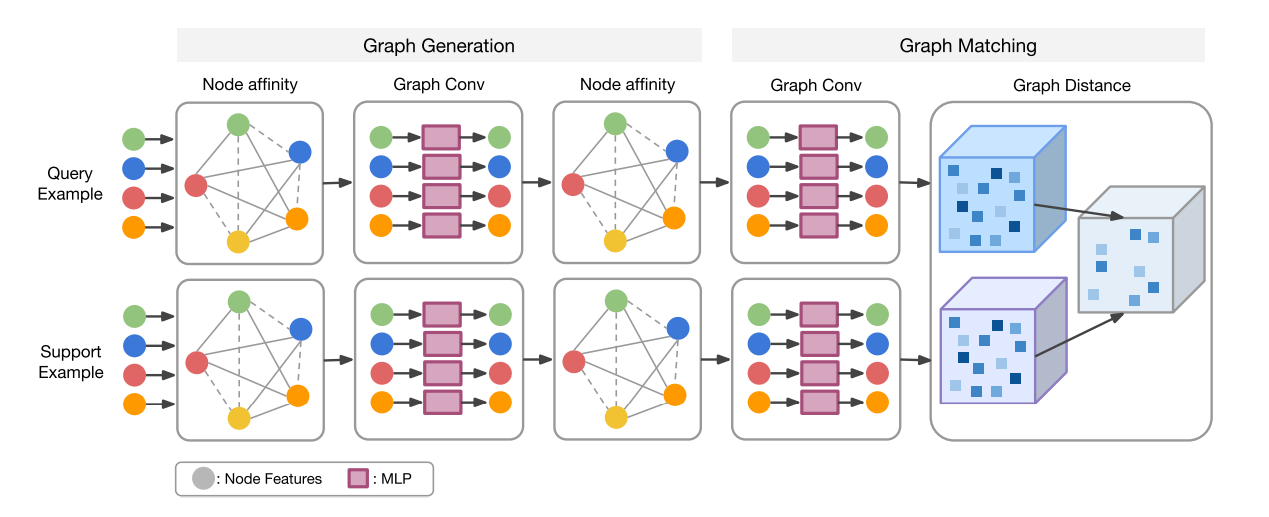 Graph Generation
Graph Matching
Node affinity
Graph Conv
Node affinity
Graph Conv
Graph Distance
Query
Example
Support
Example
: Node Features
: MLP